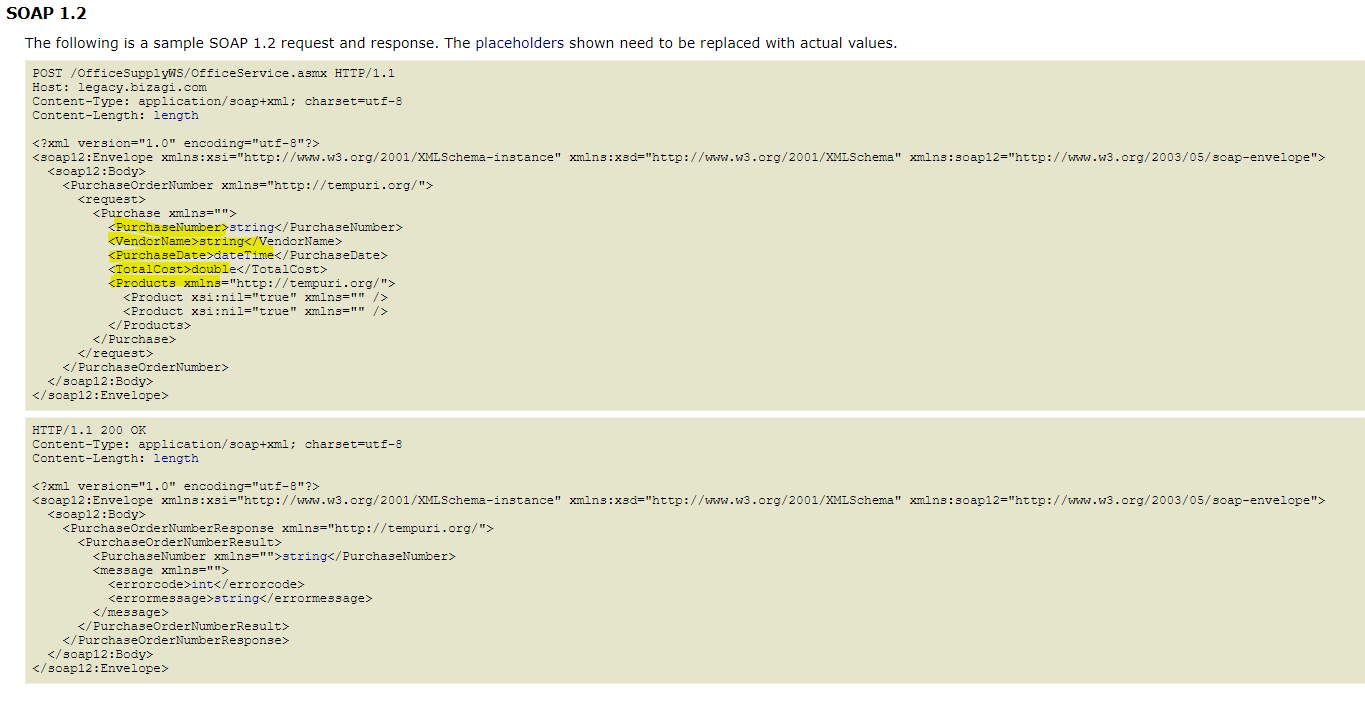 SOAP 1.2
The following is a sample SOAP 1.2 request and response. The placeholders shown need to be replaced with actual values.
POST /OfficeSupplyWS/OfficeService.asmx HTTP/1.1
Host: legacy.bizagi.com
Content-Type: application/soap+xml; charset=utf-8
Content-Length: length
<?xml version="1.0" encoding="utf-8"?>
<soap12:Envelope xmlns:xsi="http://www.w3.org/2001/XMLSchema-instance" xmlns:xsd="http://www.w3.org/2001/XMLSchema" xmlns:soap12="http://www.w3.org/2003/05/soap-envelope">
  <soap12:Body>
    <PurchaseOrderNumber xmlns="http://tempuri.org/">
      <request>
        <Purchase xmlns="">
          <PurchaseNumber>string</PurchaseNumber>
          <VendorName>string</VendorName>
          <PurchaseDate>dateTime</PurchaseDate>
          <TotalCost>double</TotalCost>
          <Products xmlns="http://tempuri.org/">
            <Product xsi:nil="true" xmlns="" />
            <Product xsi:nil="true" xmlns="" />
          </Products>
        </Purchase>
      </request>
    </PurchaseOrderNumber>
  </soap12:Body>
</soap12:Envelope>
HTTP/1.1 200 OK
Content-Type: application/soap+xml; charset=utf-8
Content-Length: length
<?xml version="1.0" encoding="utf-8"?>
<soap12:Envelope xmlns:xsi="http://www.w3.org/2001/XMLSchema-instance" xmlns:xsd="http://www.w3.org/2001/XMLSchema" xmlns:soap12="http://www.w3.org/2003/05/soap-envelope">
  <soap12:Body>
    <PurchaseOrderNumberResponse xmlns="http://tempuri.org/">
      <PurchaseOrderNumberResult>
        <PurchaseNumber xmlns="">string</PurchaseNumber>
        <message xmlns="">
          <errorcode>int</errorcode>
          <errormessage>string</errormessage>
        </message>
      </PurchaseOrderNumberResult>
    </PurchaseOrderNumberResponse>
  </soap12:Body>
</soap12:Envelope>